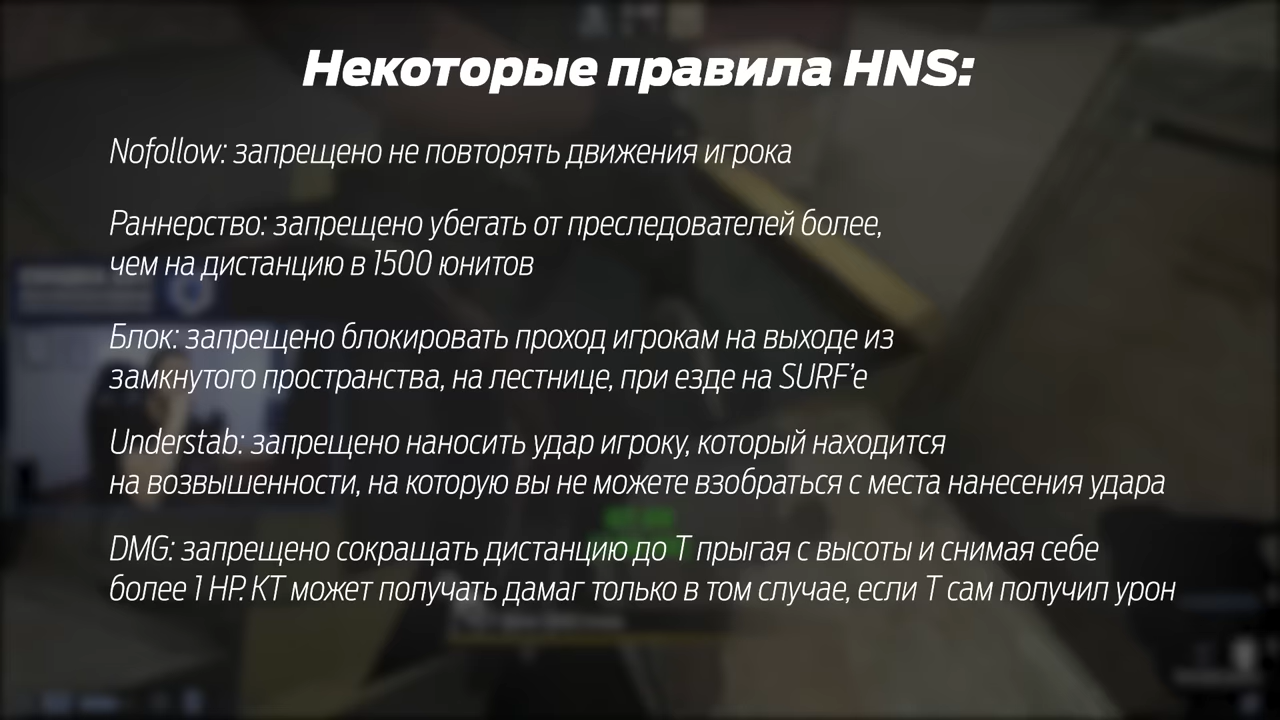 Некоторые правила HNS:
Nofollow: запрещено не повторять движения игрока
Раннерство: запрещено убегать от преследователей более,
чем на дистанцию в 1500 юнитов
Блок: запрещено блокировать проход игрокам на выходе из
замкнутого пространства, на лестнице, при езде на SURF'е
Understab: запрещено наносить удар игроку, который находится
на возвышенности, на которую вы не можете взобраться с места нанесения удара
DMG: запрещено сокращать дистанцию до Т прыгая с высоты и снимая себе
более 1 HP. КТ может получать дамаг только в том случае, если Т сам получил урон